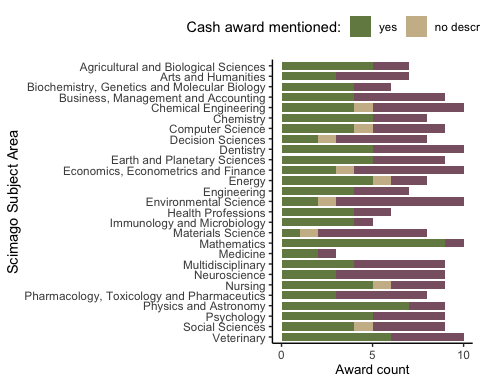 Cash award mentioned: yes no descr
Scimago Subject Area
Agricultural and Biological Sciences
Arts and Humanities
Biochemistry, Genetics and Molecular Biology
Business, Management and Accounting
Chemical Engineering
Chemistry
Computer Science
Decision Sciences
Dentistry
Earth and Planetary Sciences
Economics, Econometrics and Finance
Energy
Engineering
Environmental Science
Health Professions
Immunology and Microbiology
Materials Science
Mathematics
Medicine
Multidisciplinary
Neuroscience
Nursing
Pharmacology, Toxicology and Pharmaceutics
Physics and Astronomy
Psychology
Social Sciences
Veterinary
0 5 10
Award count